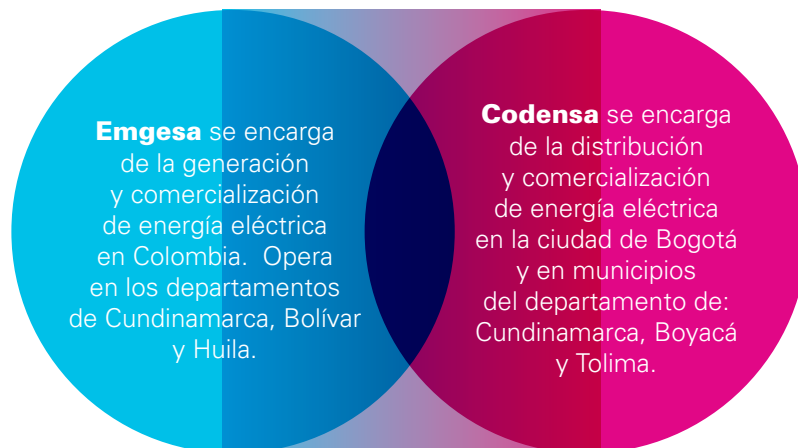 Emgesa se encarga
de la generación
y comercialización
de energía eléctrica
en Colombia.  Opera
en los departamentos
de Cundinamarca, Bolívar
y Huila.
Codensa se encarga
de la distribución
y comercialización
de energía eléctrica
en la ciudad de Bogotá
y en municipios
del departamento de:
Cundinamarca, Boyacá
y Tolima.